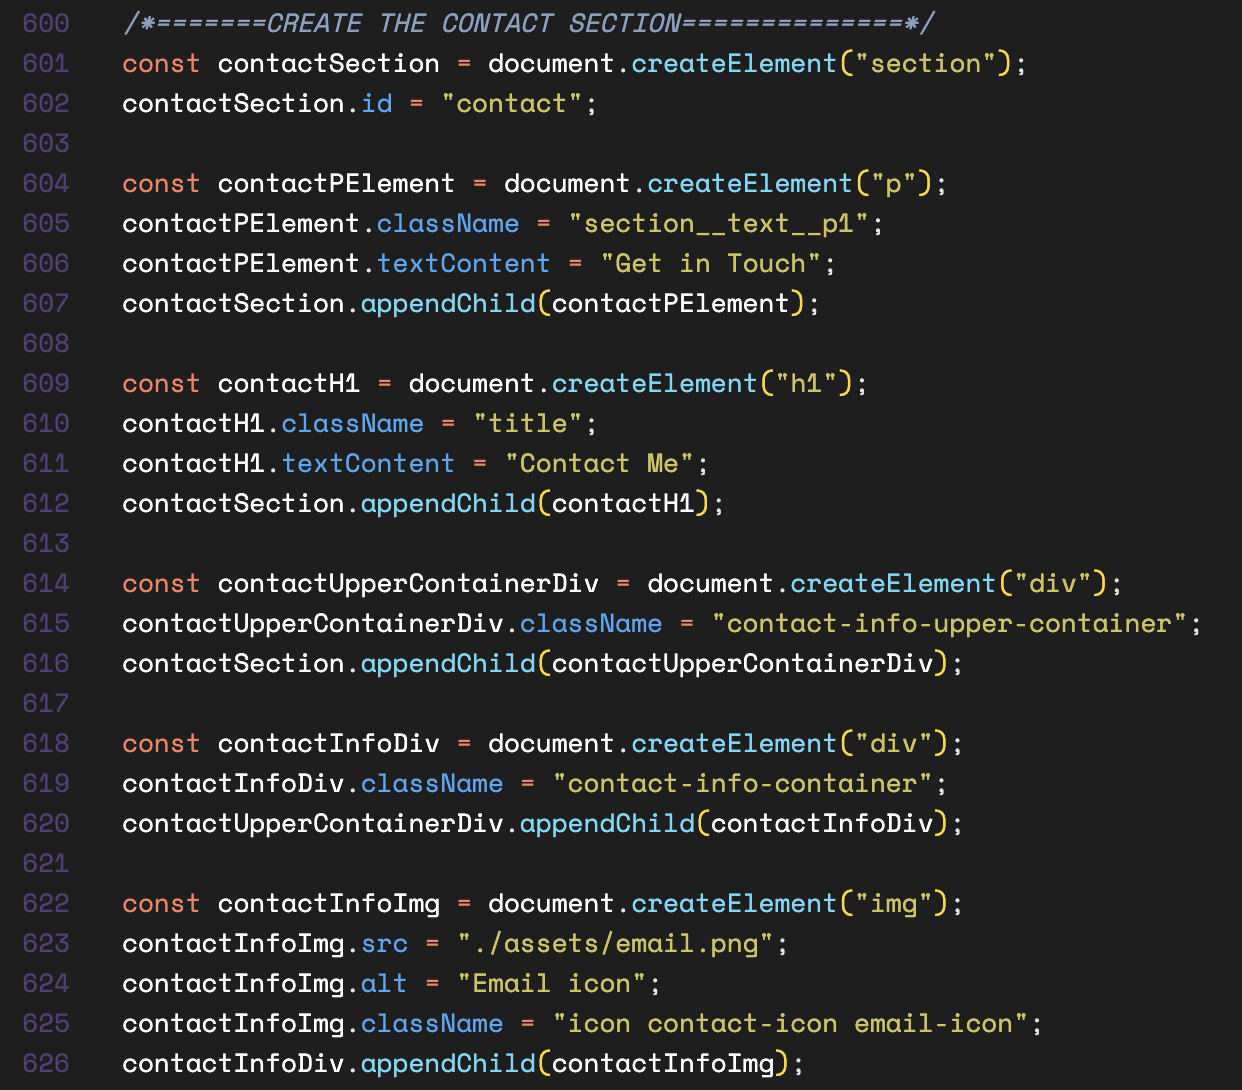 600 /*=======CREATE THE CONTACT SECTION==============*/
601 const contactSection = document.createElement("section");
602 contactSection.id = "contact";
603
604 const contactPElement = document.createElement("p");
605 contactPElement.className = "section__text__p1";
606 contactPElement.textContent = "Get in Touch";
607 contactSection.appendChild(contactPElement);
608
609 const contactH1 = document.createElement("h1");
610 contactH1.className = "title";
611 contactH1.textContent = "Contact Me";
612 contactSection.appendChild(contactH1);
613
614 const contactUpperContainerDiv = document.createElement("div");
615 contactUpperContainerDiv.className = "contact-info-upper-container";
616 contactSection.appendChild(contactUpperContainerDiv);
617
618 const contactInfoDiv = document.createElement("div");
619 contactInfoDiv.className = "contact-info-container";
620 contactUpperContainerDiv.appendChild(contactInfoDiv);
621
622 const contactInfoImg = document.createElement("img");
623 contactInfoImg.src = "./assets/email.png";
624 contactInfoImg.alt = "Email icon";
625 contactInfoImg.className = "icon contact-icon email-icon";
626 contactInfoDiv.appendChild(contactInfoImg);